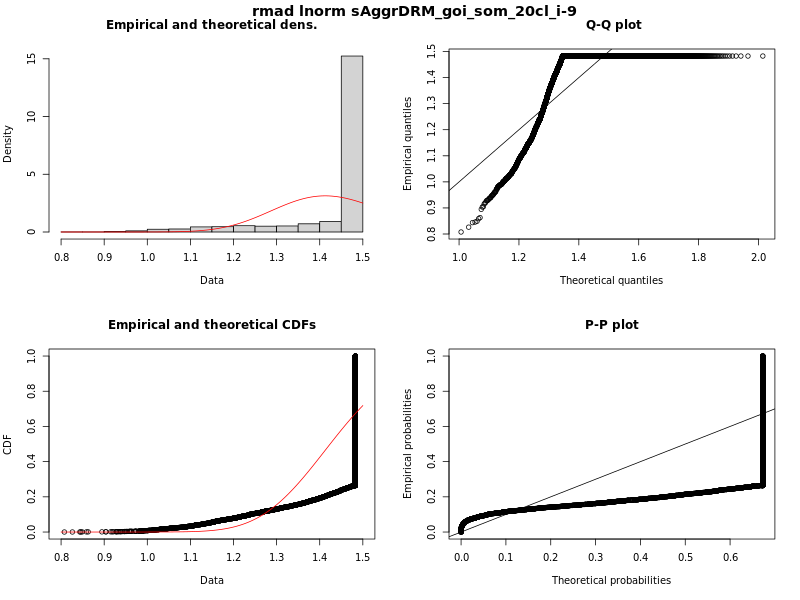 rmad lnorm sAggrDRM_goi_som_20cl_i-9
Empirical and theoretical dens.
Density
0 5 10 15
0.8 0.9 1.0 1.1 1.2 1.3 1.4 1.5
Data
Q-Q plot
Empirical quantiles
0.8 0.9 1.0 1.1 1.2 1.3 1.4 1.5
1.0 1.2 1.4 1.6 1.8 2.0
Theoretical quantiles
Empirical and theoretical CDFs
CDF
0.0 0.2 0.4 0.6 0.8 1.0
0.8 0.9 1.0 1.1 1.2 1.3 1.4 1.5
Data
P-P plot
Empirical probabilities
0.0 0.2 0.4 0.6 0.8 1.0
0.0 0.1 0.2 0.3 0.4 0.5 0.6
Theoretical probabilities